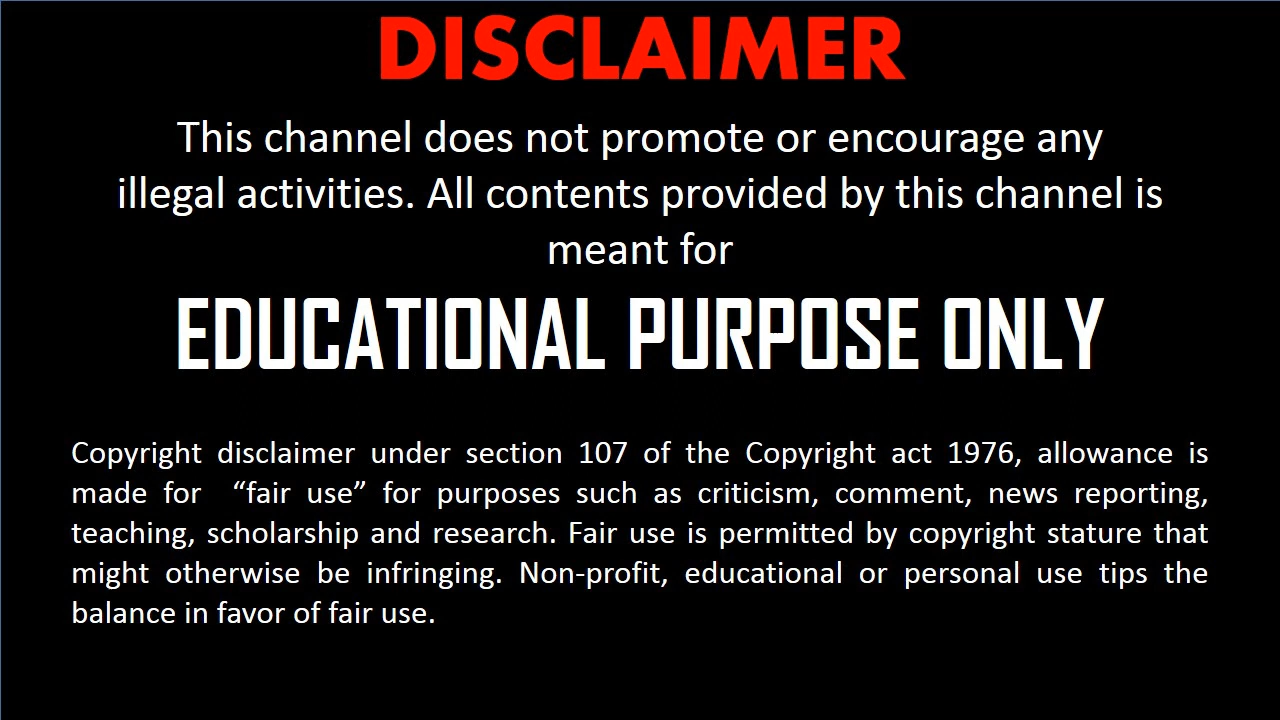 DISCLAIMER
This channel does not promote or encourage any
illegal activities. All contents provided by this channel is
meant for
EDUCATIONAL PURPOSE ONLY
Copyright disclaimer under section 107 of the Copyright act 1976, allowance is
made for “fair use” for purposes such as criticism, comment, news reporting,
teaching, scholarship and research. Fair use is permitted by copyright stature that
might otherwise be infringing. Non-profit, educational or personal use tips the
balance in favor of fair use.